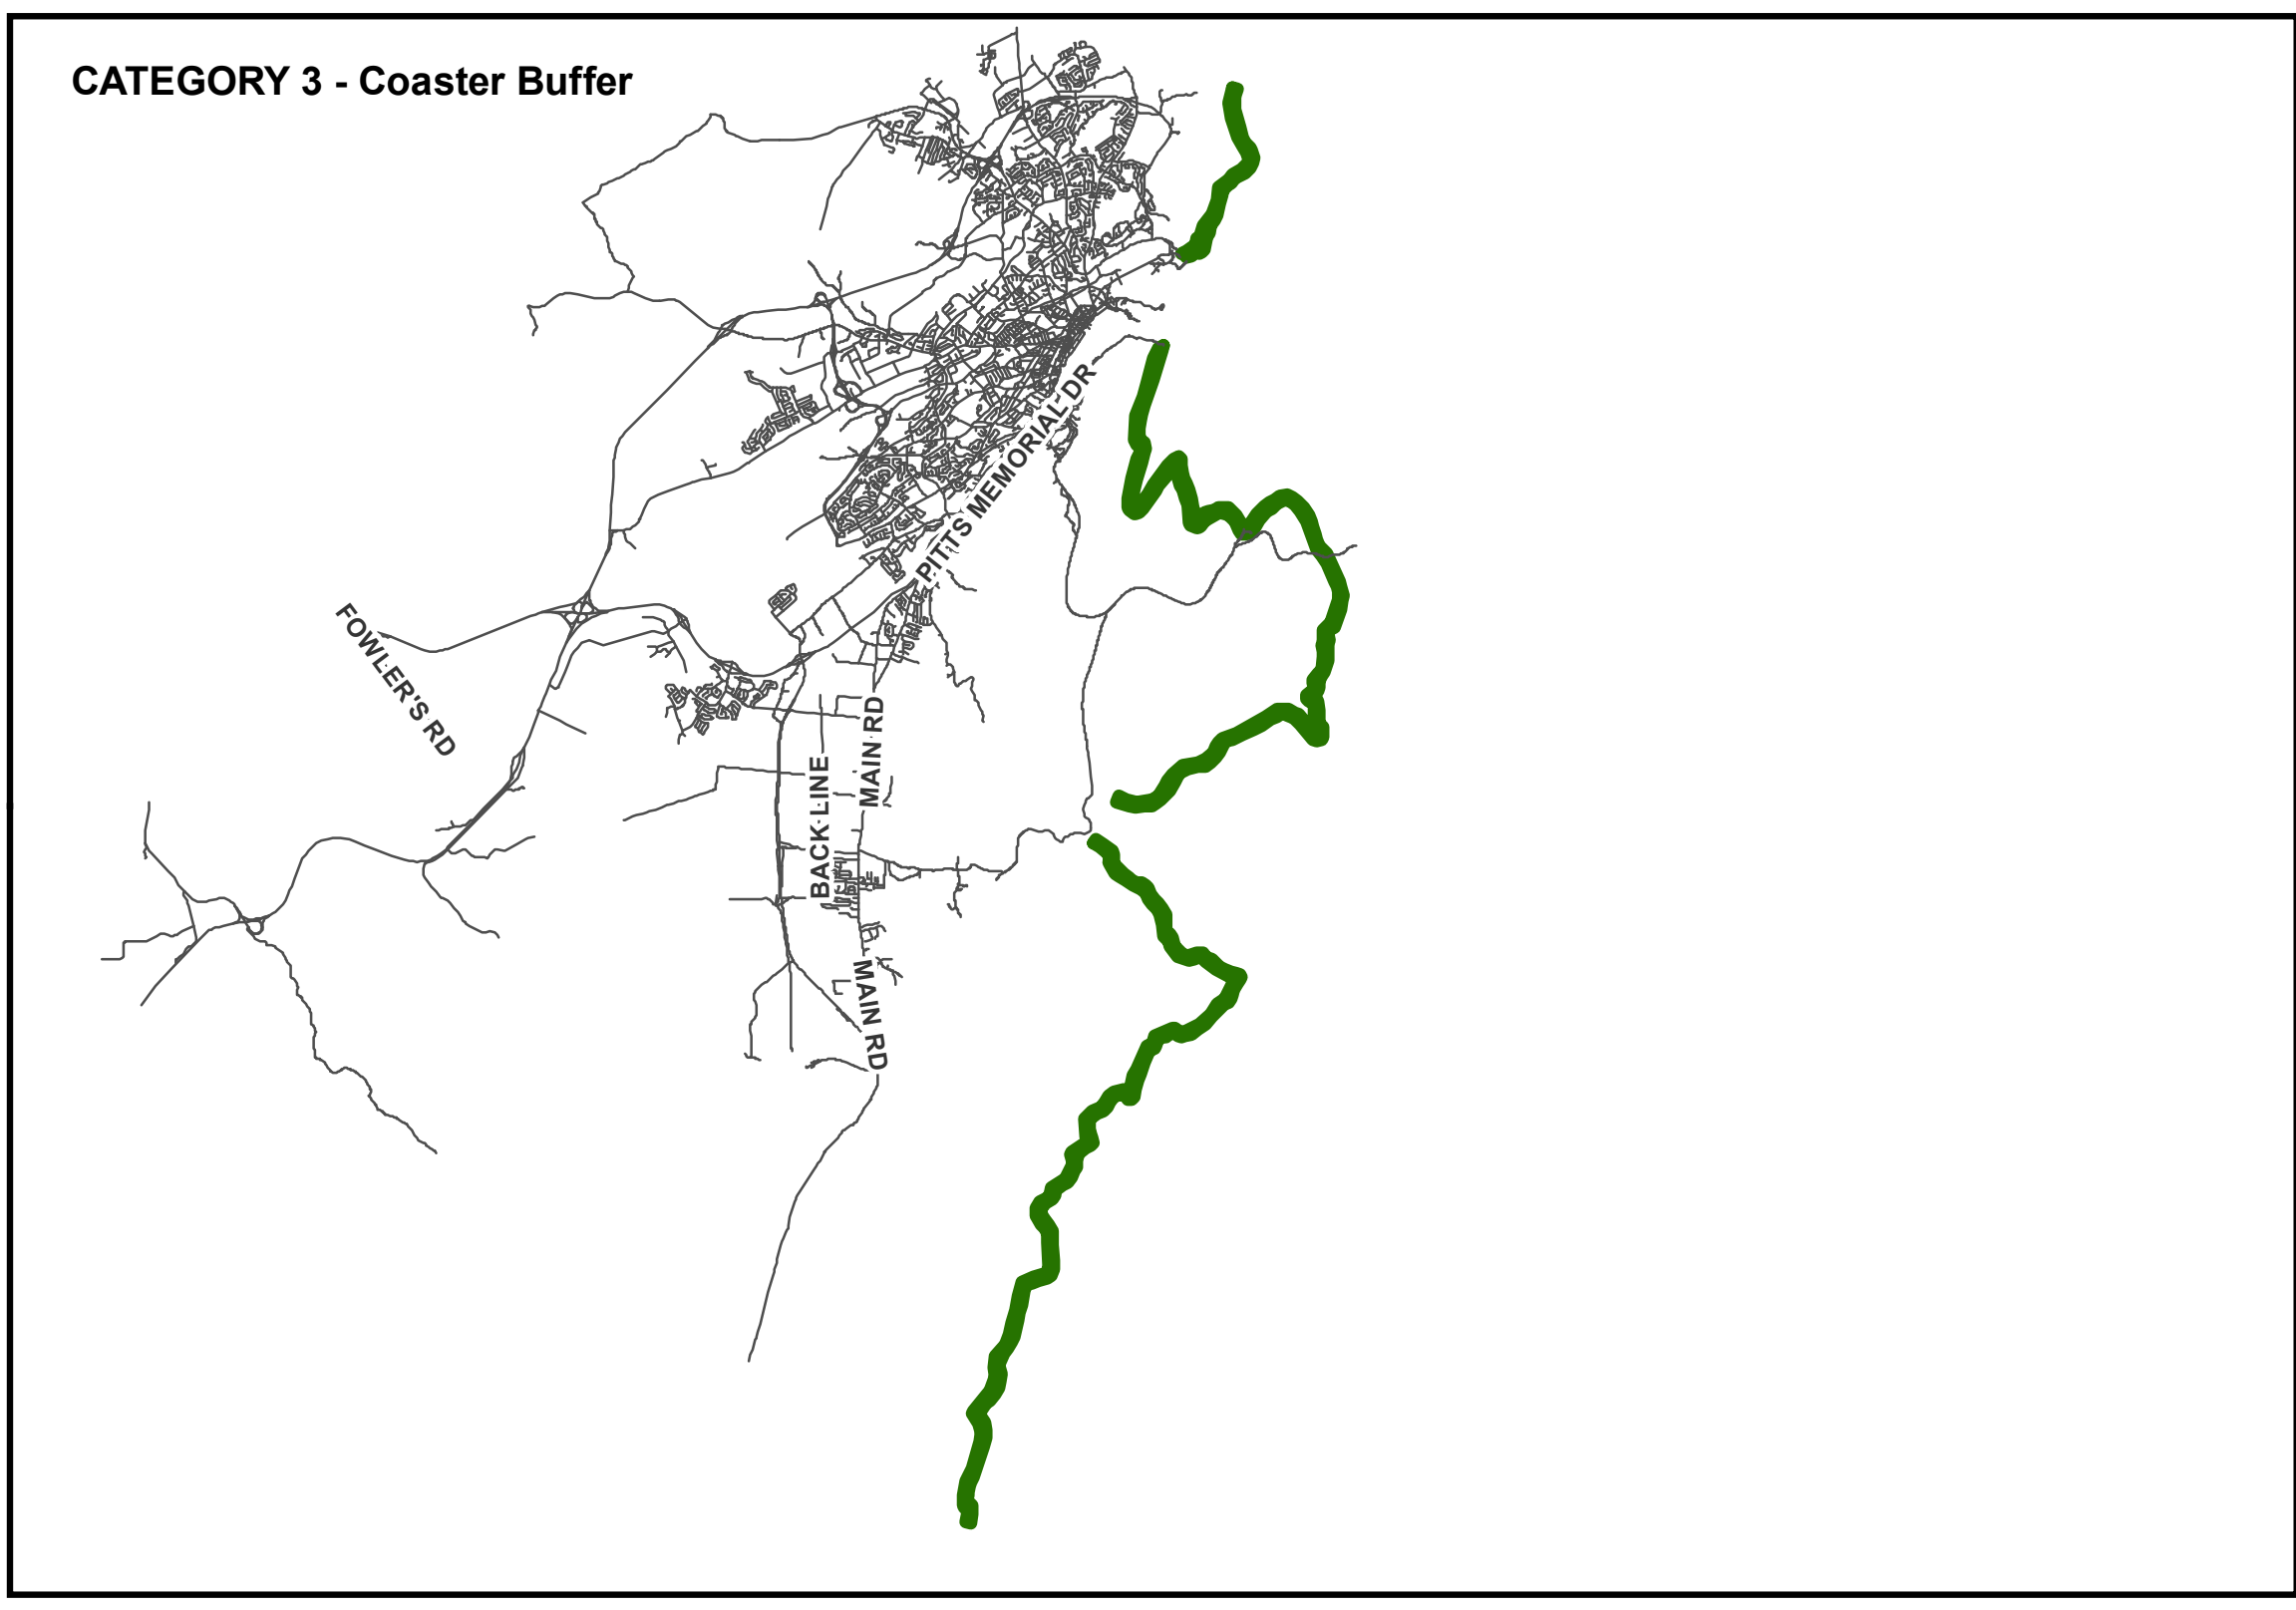 CATEGORY 3 - Coaster Buffer
PITTS MEMORIAL DR
FOWLER'S RD
MAIN RD
BACK LINE
MAIN RD